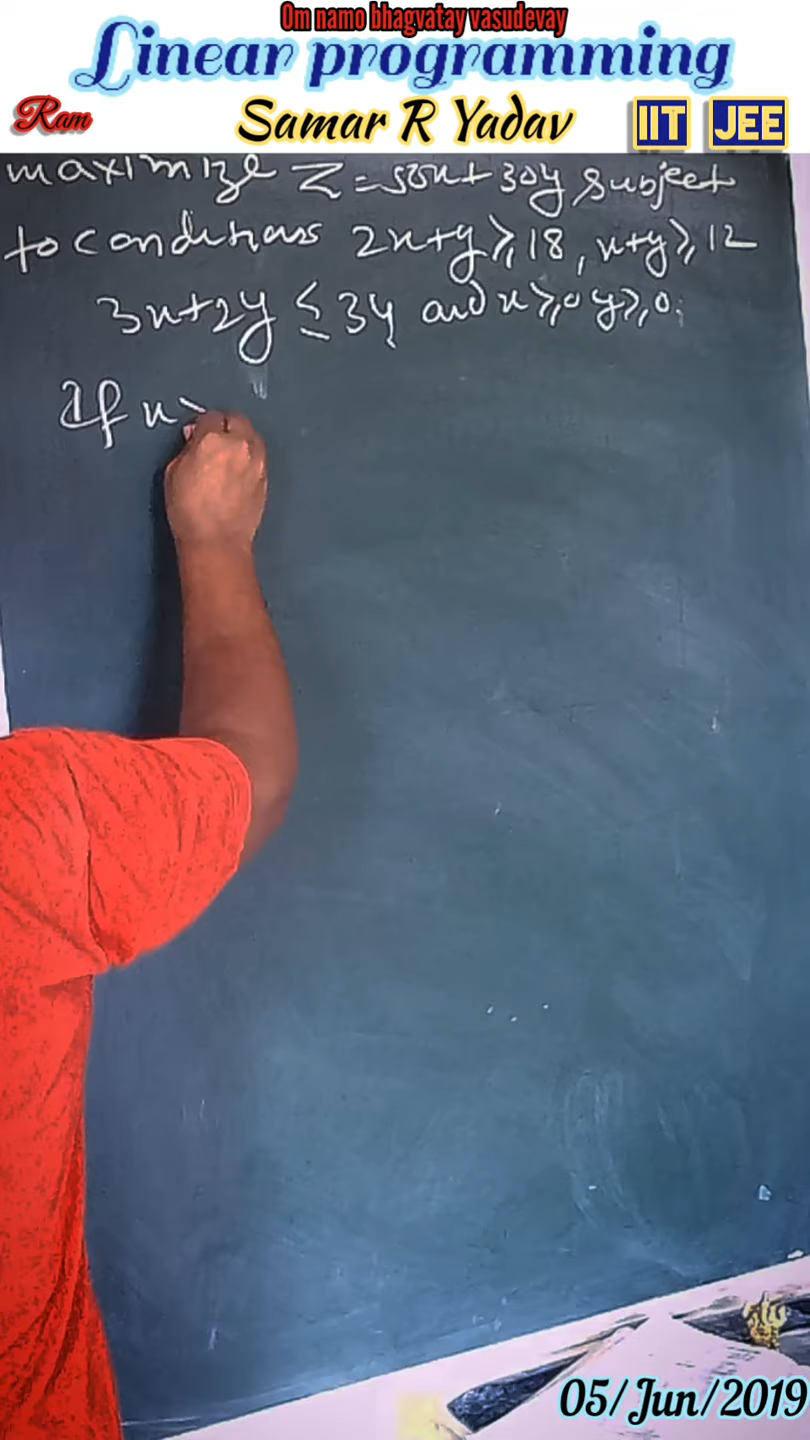 Om namo bhagvatay vasudevay
Linear programming
Ram Samar R Yadav IIT JEE
maximize Z = 50x + 30y subject
to conditions 2x+y ≥ 18, x+y ≥ 12
3x+2y ≤ 34 and x ≥ 0 y ≥ 0.
If x
05/Jun/2019